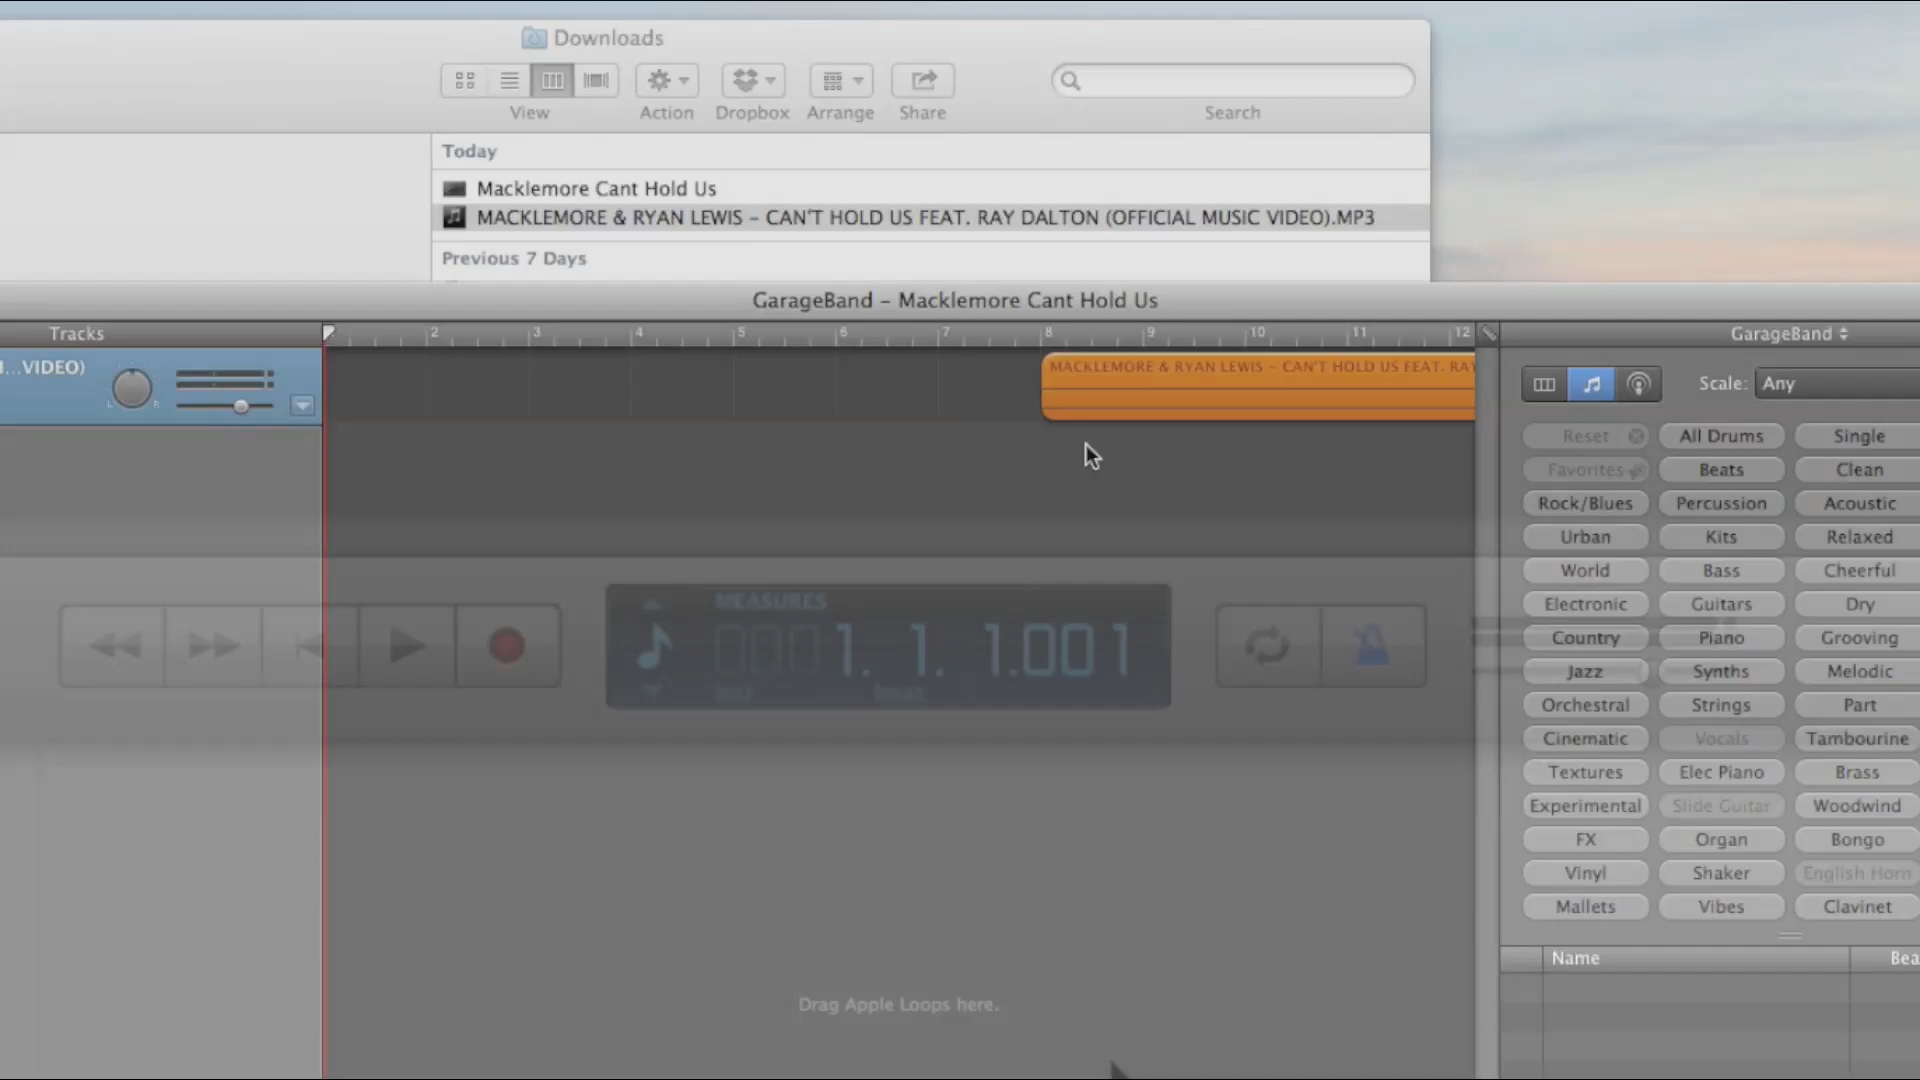 Downloads
View Action Dropbox Arrange Share Search
Today
Macklemore Cant Hold Us
MACKLEMORE & RYAN LEWIS – CAN'T HOLD US FEAT. RAY DALTON (OFFICIAL MUSIC VIDEO).MP3
Previous 7 Days
GarageBand – Macklemore Cant Hold Us
Tracks 2 3 4 5 6 7 8 9 10 11 12 GarageBand
...VIDEO) MACKLEMORE & RYAN LEWIS – CAN'T HOLD US FEAT. RAY
L R
Scale: Any
Reset All Drums Single
Favorites Beats Clean
Rock/Blues Percussion Acoustic
Urban Kits Relaxed
World Bass Cheerful
Electronic Guitars Dry
Country Piano Grooving
Jazz Synths Melodic
Orchestral Strings Part
Cinematic Vocals Tambourine
Textures Elec Piano Brass
Experimental Slide Guitar Woodwind
FX Organ Bongo
Vinyl Shaker English Horn
Mallets Vibes Clavinet
MEASURES
1. 1. 1.001
bar beat
Name Bea
Drag Apple Loops here.